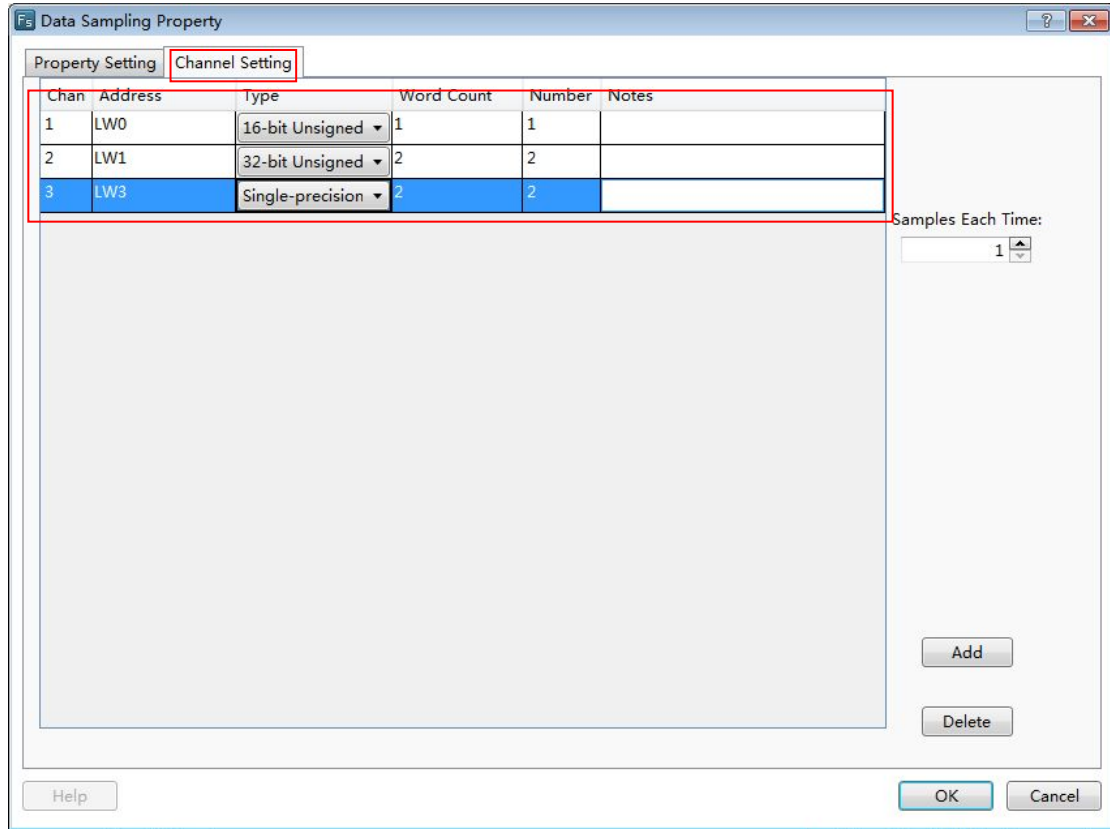 Fs Data Sampling Property
Property Setting Channel Setting
Chan Address Type Word Count Number Notes
1 LW0 16-bit Unsigned 1 1
2 LW1 32-bit Unsigned 2 2
3 LW3 Single-precision 2 2
Samples Each Time:
1
Add
Delete
Help OK Cancel